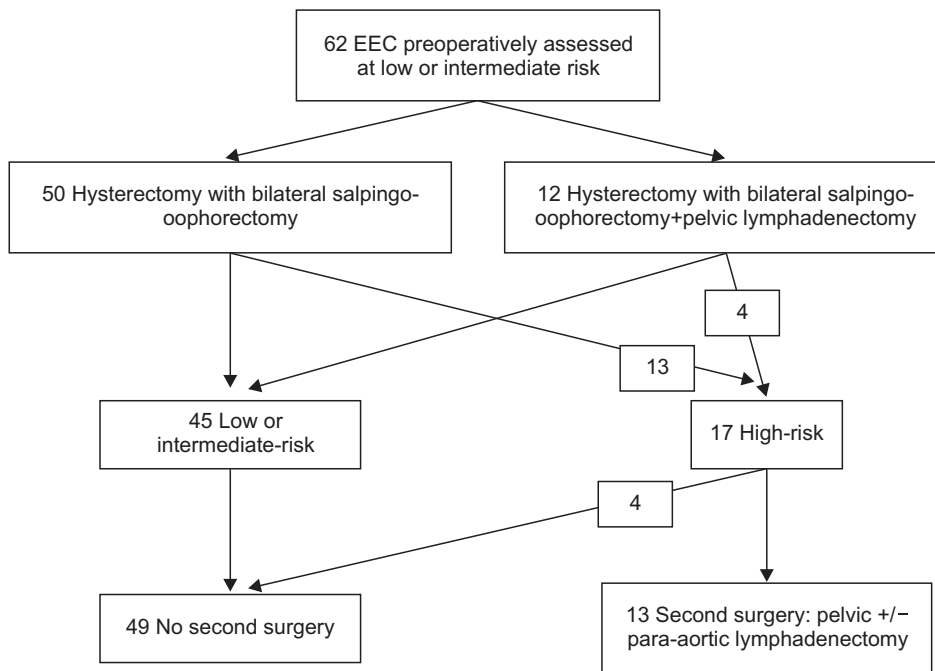 62 EEC preoperatively assessed
at low or intermediate risk
50 Hysterectomy with bilateral salpingo-
oophorectomy
12 Hysterectomy with bilateral salpingo-
oophorectomy+pelvic lymphadenectomy
4
13
45 Low or
intermediate-risk
17 High-risk
4
49 No second surgery
13 Second surgery: pelvic +/−
para-aortic lymphadenectomy